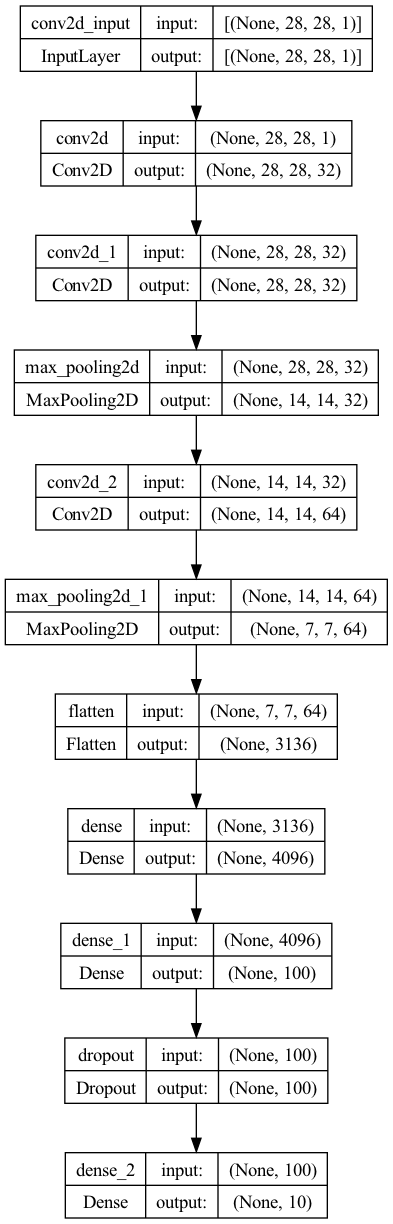 conv2d_input input: [(None, 28, 28, 1)]
InputLayer output: [(None, 28, 28, 1)]
conv2d input: (None, 28, 28, 1)
Conv2D output: (None, 28, 28, 32)
conv2d_1 input: (None, 28, 28, 32)
Conv2D output: (None, 28, 28, 32)
max_pooling2d input: (None, 28, 28, 32)
MaxPooling2D output: (None, 14, 14, 32)
conv2d_2 input: (None, 14, 14, 32)
Conv2D output: (None, 14, 14, 64)
max_pooling2d_1 input: (None, 14, 14, 64)
MaxPooling2D output: (None, 7, 7, 64)
flatten input: (None, 7, 7, 64)
Flatten output: (None, 3136)
dense input: (None, 3136)
Dense output: (None, 4096)
dense_1 input: (None, 4096)
Dense output: (None, 100)
dropout input: (None, 100)
Dropout output: (None, 100)
dense_2 input: (None, 100)
Dense output: (None, 10)